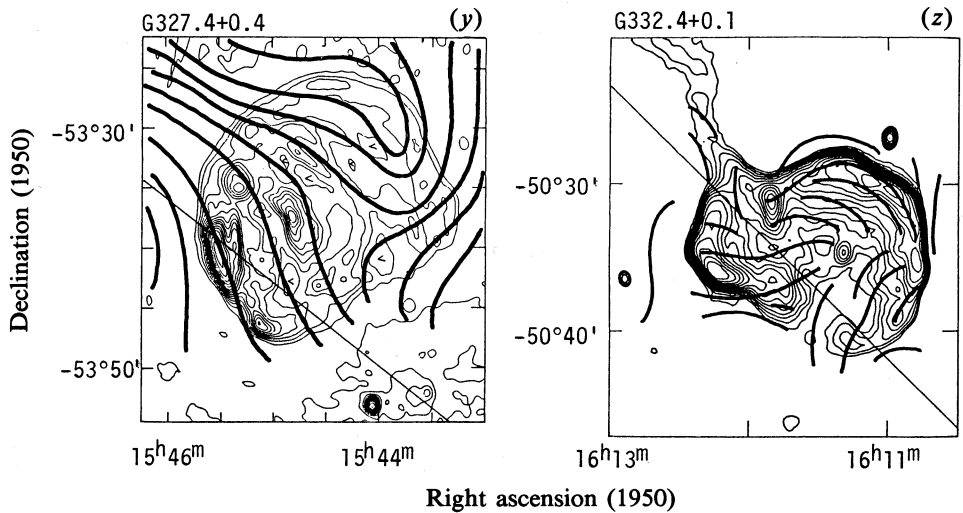 G327.4+0.4 (y)
G332.4+0.1 (z)
-53°30'
-50°30'
-50°40'
-53°50'
15ʰ46ᵐ 15ʰ44ᵐ
16ʰ13ᵐ 16ʰ11ᵐ
Declination (1950)
Right ascension (1950)